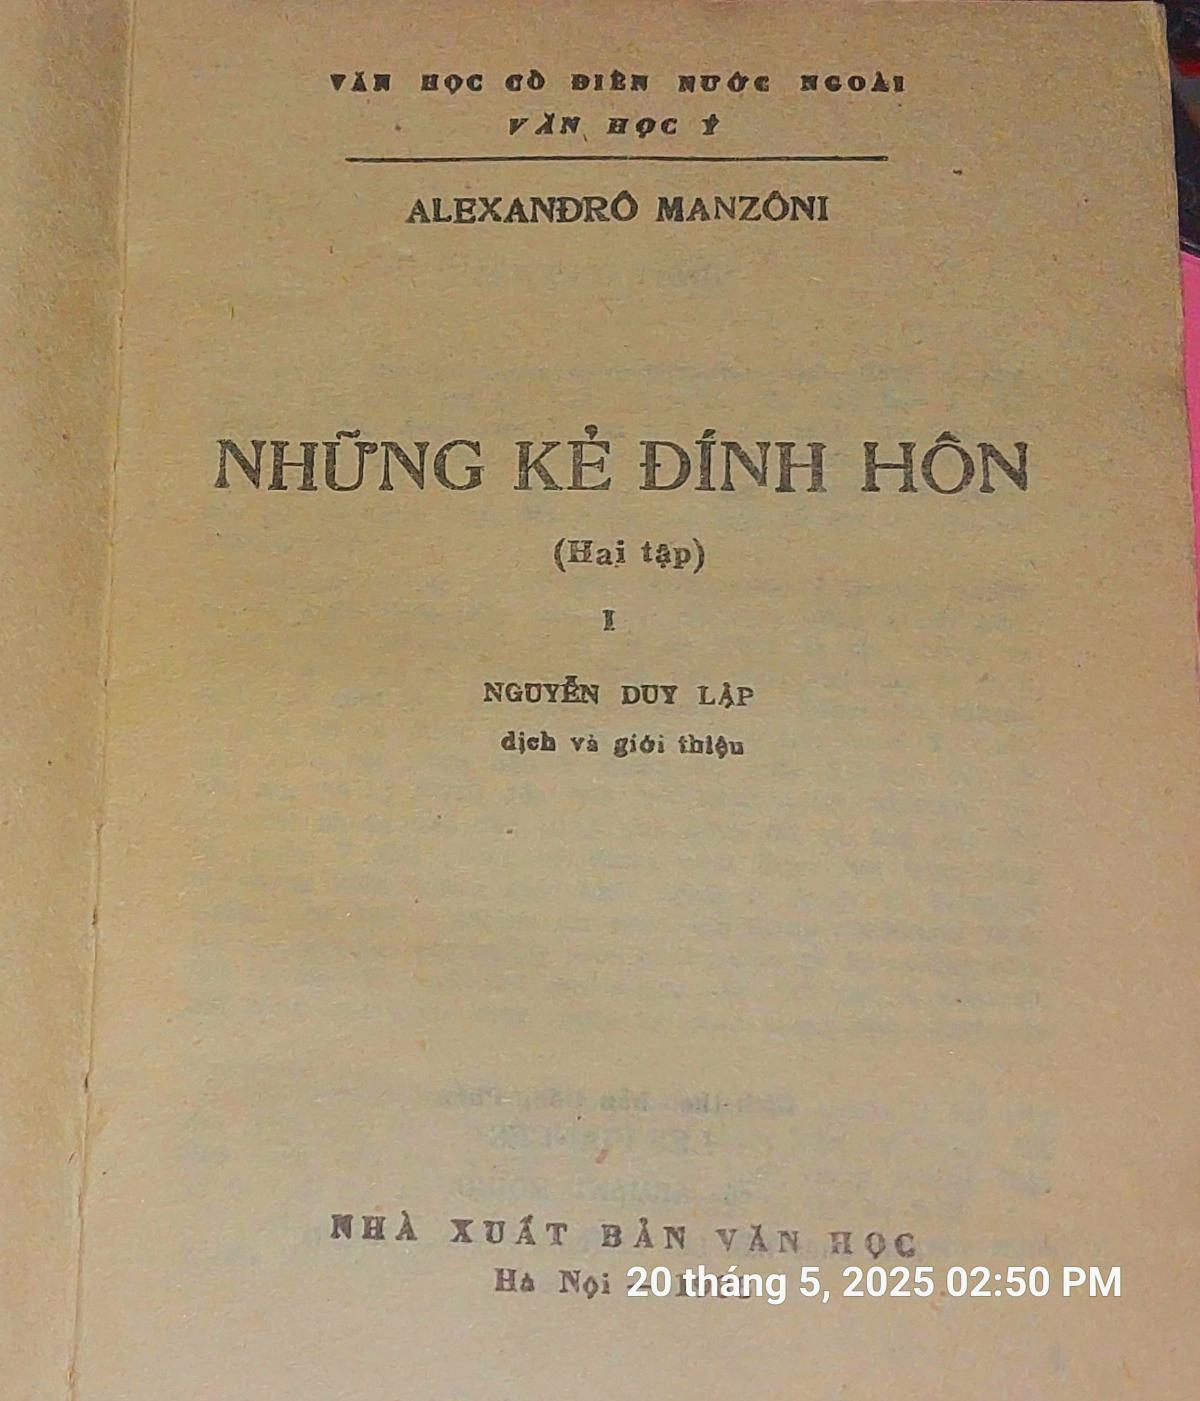 VĂN HỌC CỔ ĐIỂN NƯỚC NGOÀI
VĂN HỌC Ý
ALEXANĐRÔ MANZÔNI
NHỮNG KẺ ĐÍNH HÔN
(Hai tập)
I
NGUYỄN DUY LẬP
dịch và giới thiệu
NHÀ XUẤT BẢN VĂN HỌC
Hà Nội –
20 tháng 5, 2025 02:50 PM